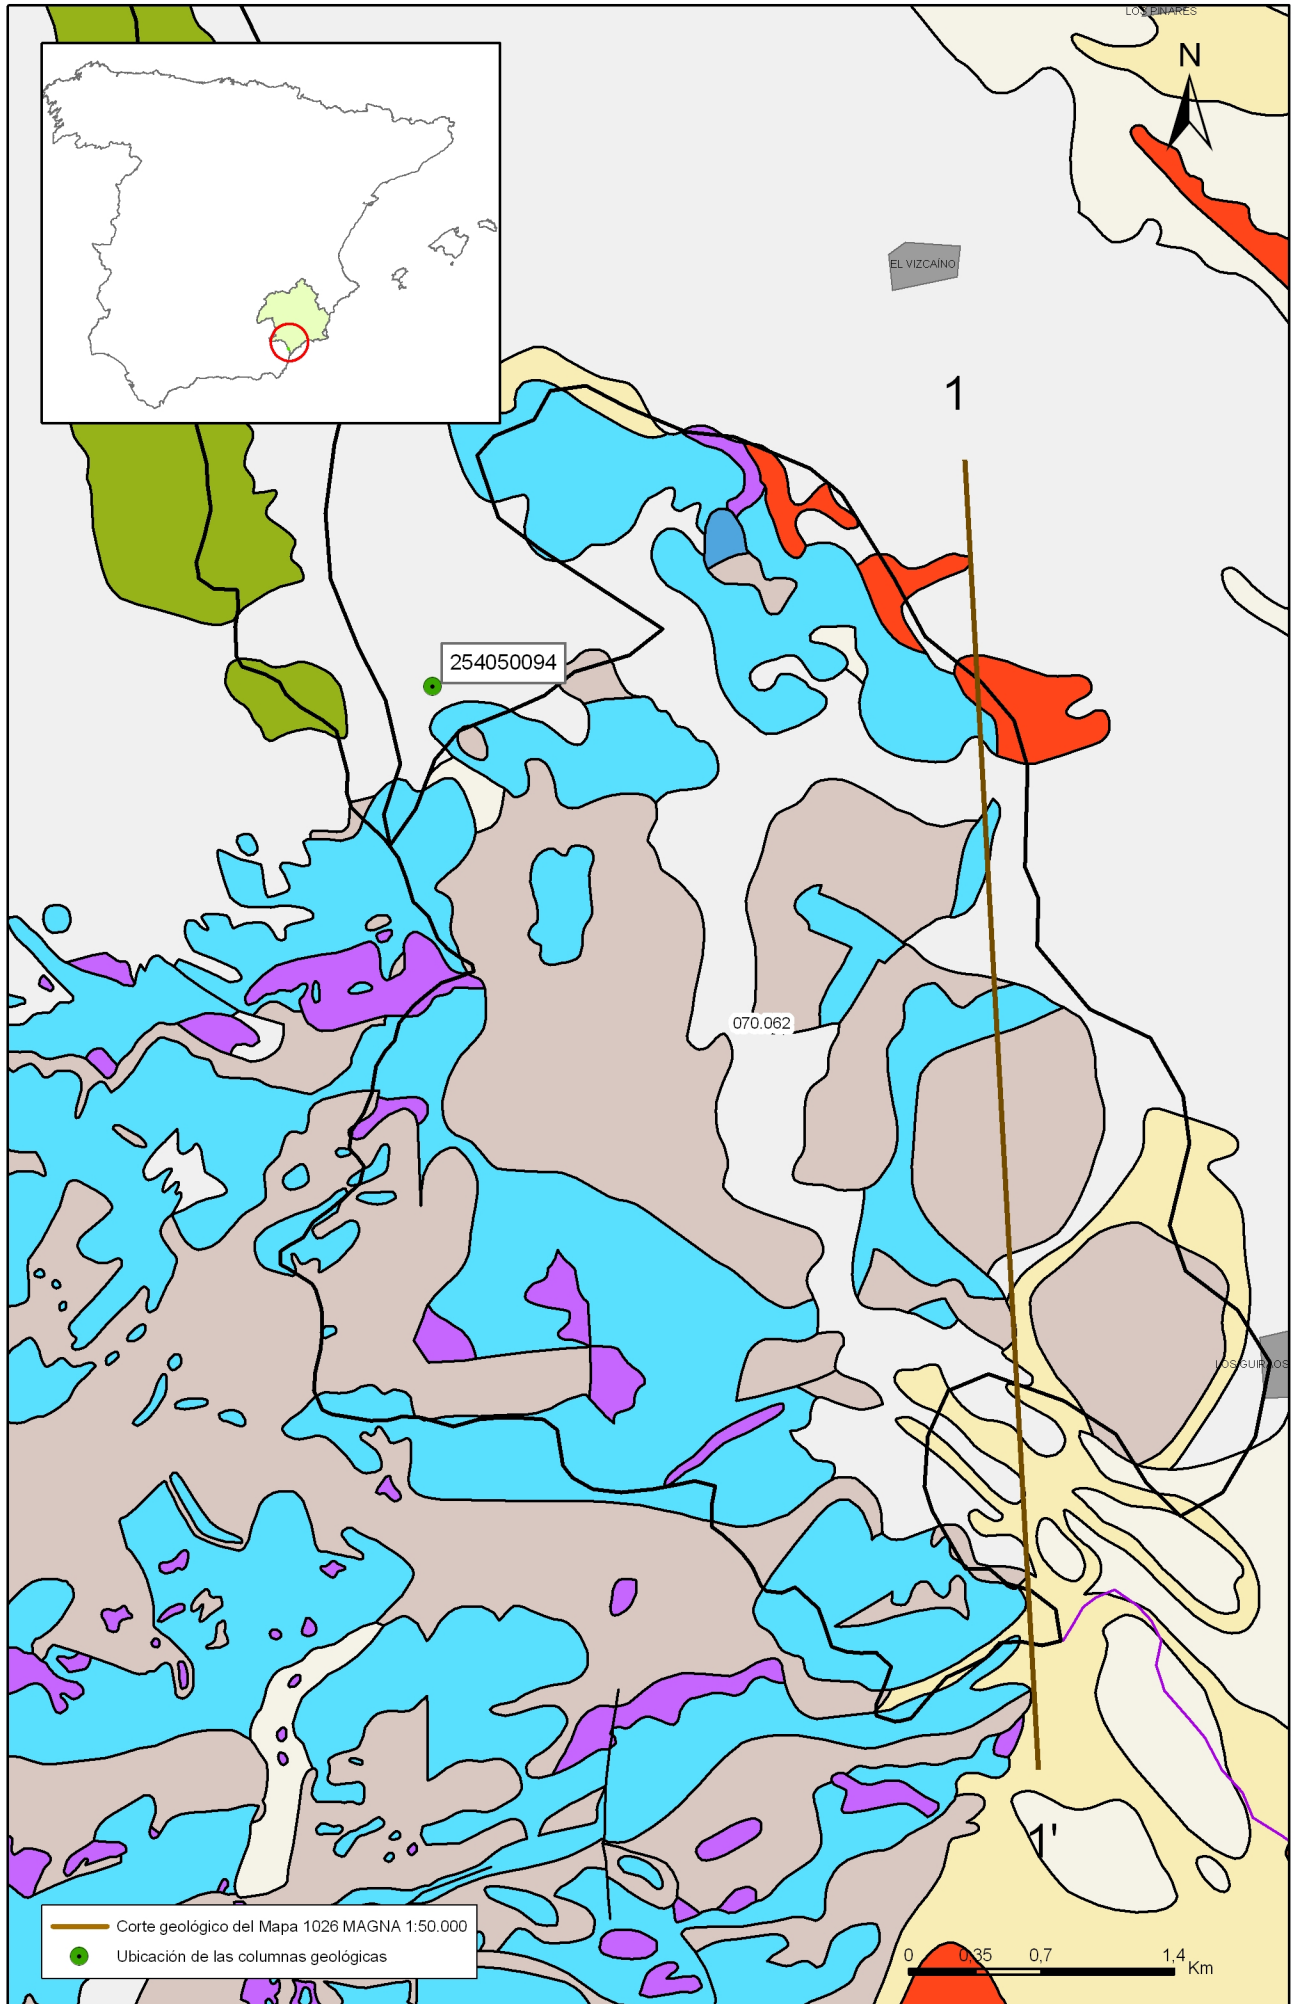 LOS PINARES
N
EL VIZCAÍNO
1
254050094
070.062
LOS GUIRAOS
1'
Corte geológico del Mapa 1026 MAGNA 1:50.000
Ubicación de las columnas geológicas
0 0,35 0,7 1,4
Km